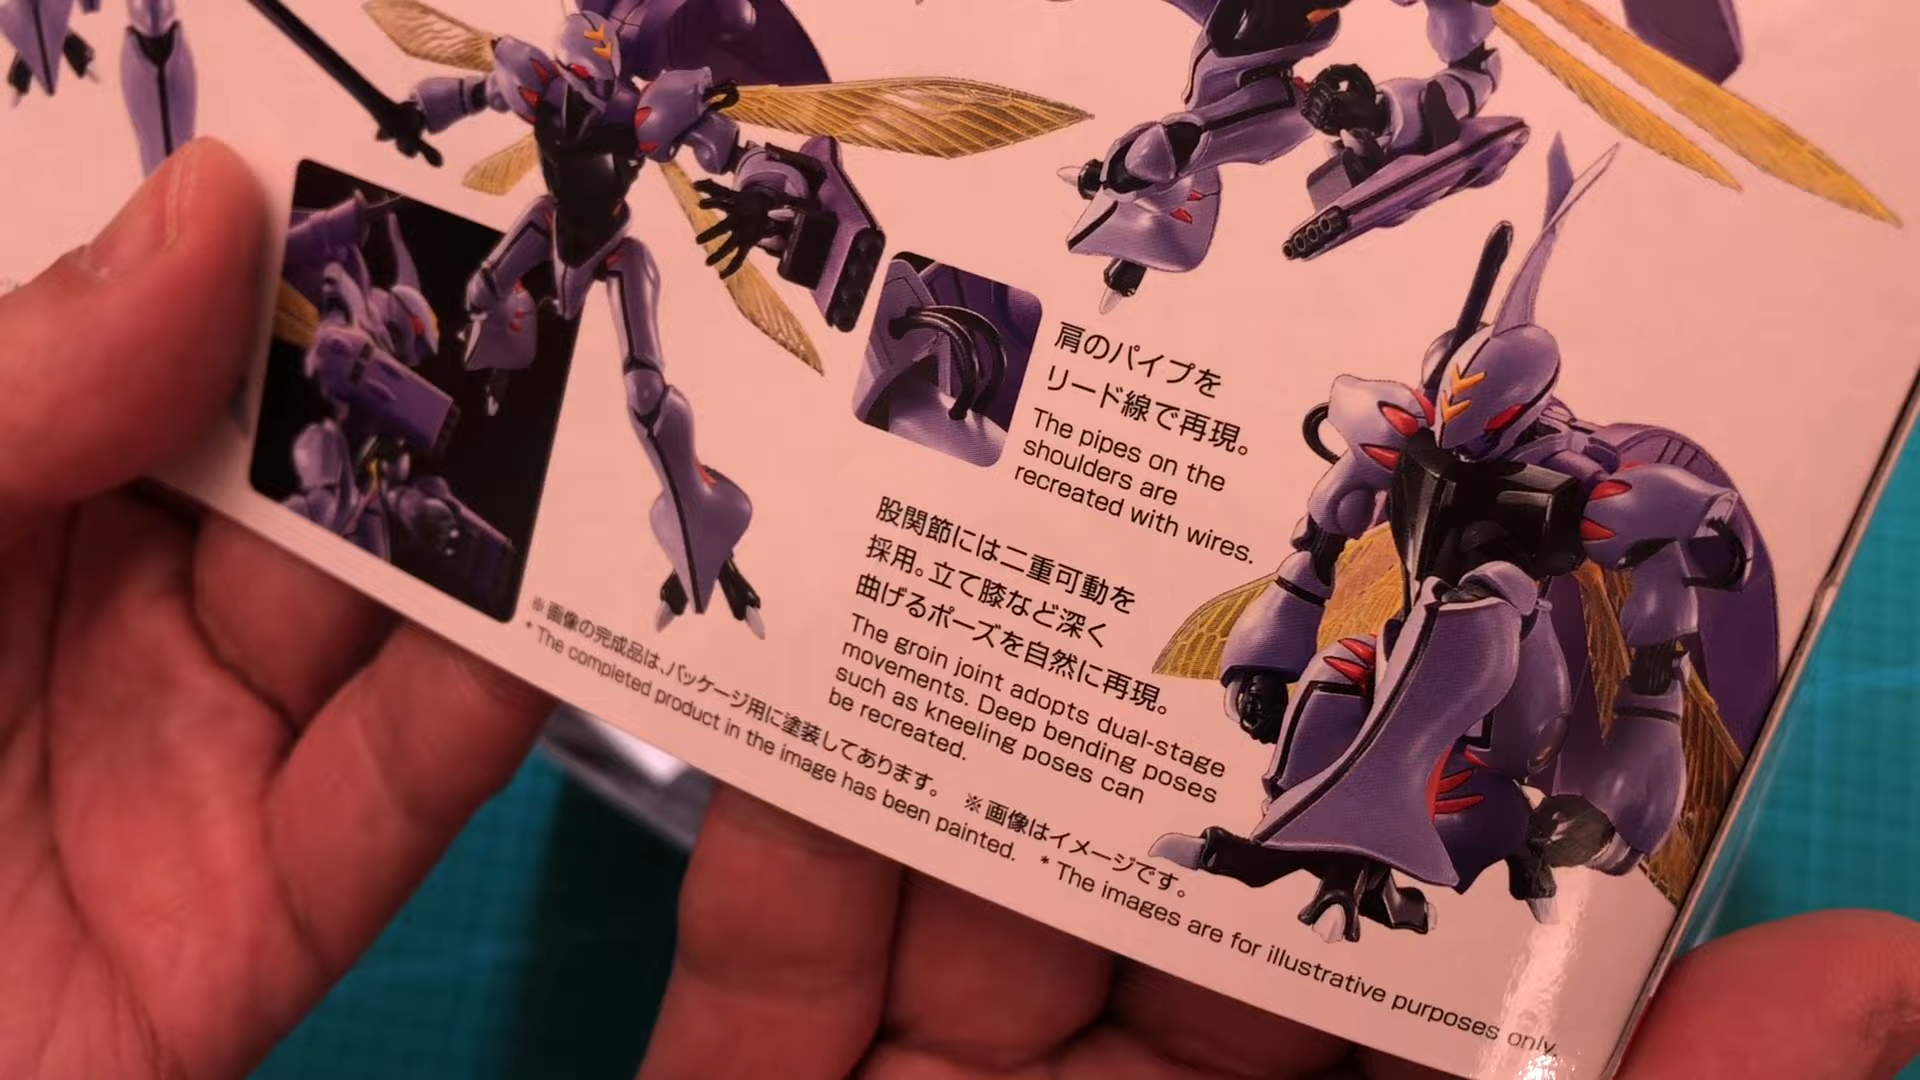 肩のパイプを
リード線で再現。
The pipes on the
shoulders are
recreated with wires.
股関節には二重可動を
採用。立て膝など深く
曲げるポーズを自然に再現。
The groin joint adopts dual-stage
movements. Deep bending poses
such as kneeling poses can
be recreated.
※画像の完成品は、パッケージ用に塗装してあります。 ※画像はイメージです。
* The completed product in the image has been painted. * The images are for illustrative purposes only.